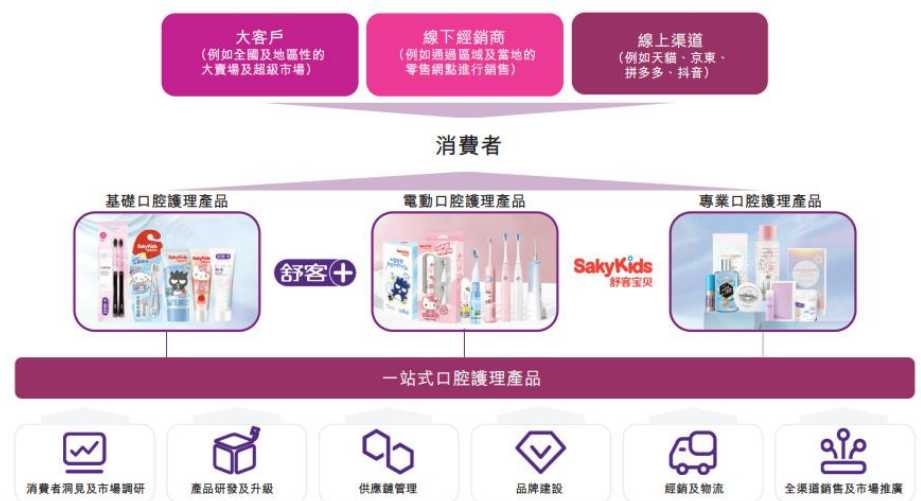 大客戶
（例如全國及地區性的
大賣場及超級市場）
線下經銷商
（例如通過區域及當地的
零售網點進行銷售）
線上渠道
（例如天貓、京東、
拼多多、抖音）
消費者
基礎口腔護理產品
電動口腔護理產品
專業口腔護理產品
舒客
SakyKids
舒客宝贝
一站式口腔護理產品
消費者洞見及市場調研
產品研發及升級
供應鏈管理
品牌建設
經銷及物流
全渠道銷售及市場推廣